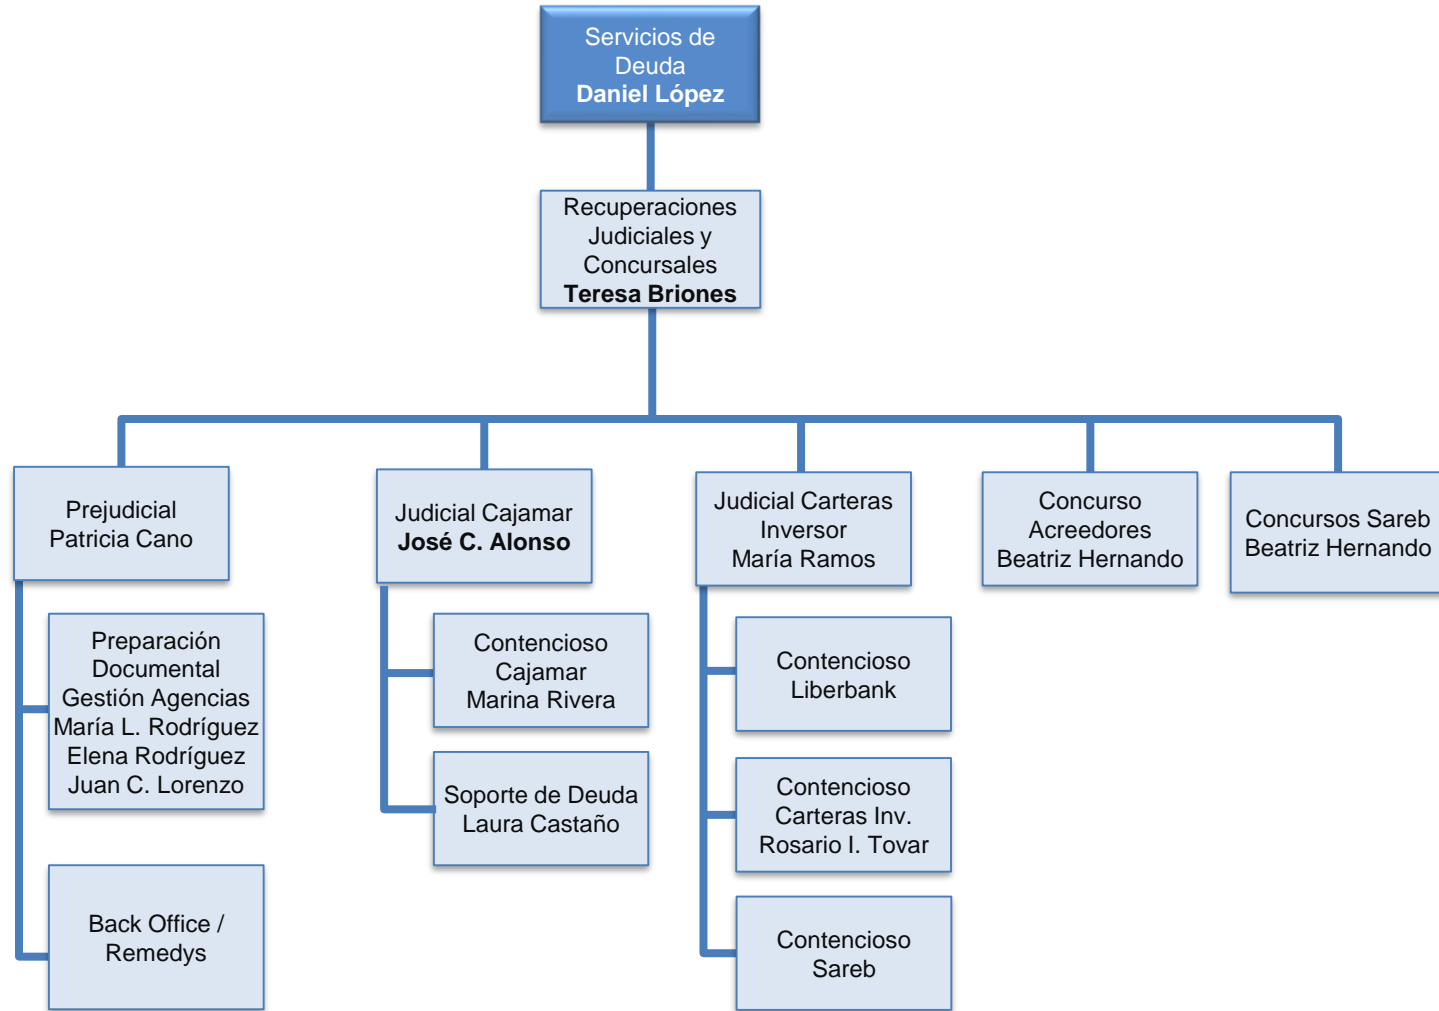 Servicios de
Deuda
Daniel López
Recuperaciones
Judiciales y
Concursales
Teresa Briones
Prejudicial
Patricia Cano
Judicial Cajamar
José C. Alonso
Judicial Carteras
Inversor
María Ramos
Concurso
Acreedores
Beatriz Hernando
Concursos Sareb
Beatriz Hernando
Preparación
Documental
Gestión Agencias
María L. Rodríguez
Elena Rodríguez
Juan C. Lorenzo
Back Office /
Remedys
Contencioso
Cajamar
Marina Rivera
Soporte de Deuda
Laura Castaño
Contencioso
Liberbank
Contencioso
Carteras Inv.
Rosario I. Tovar
Contencioso
Sareb